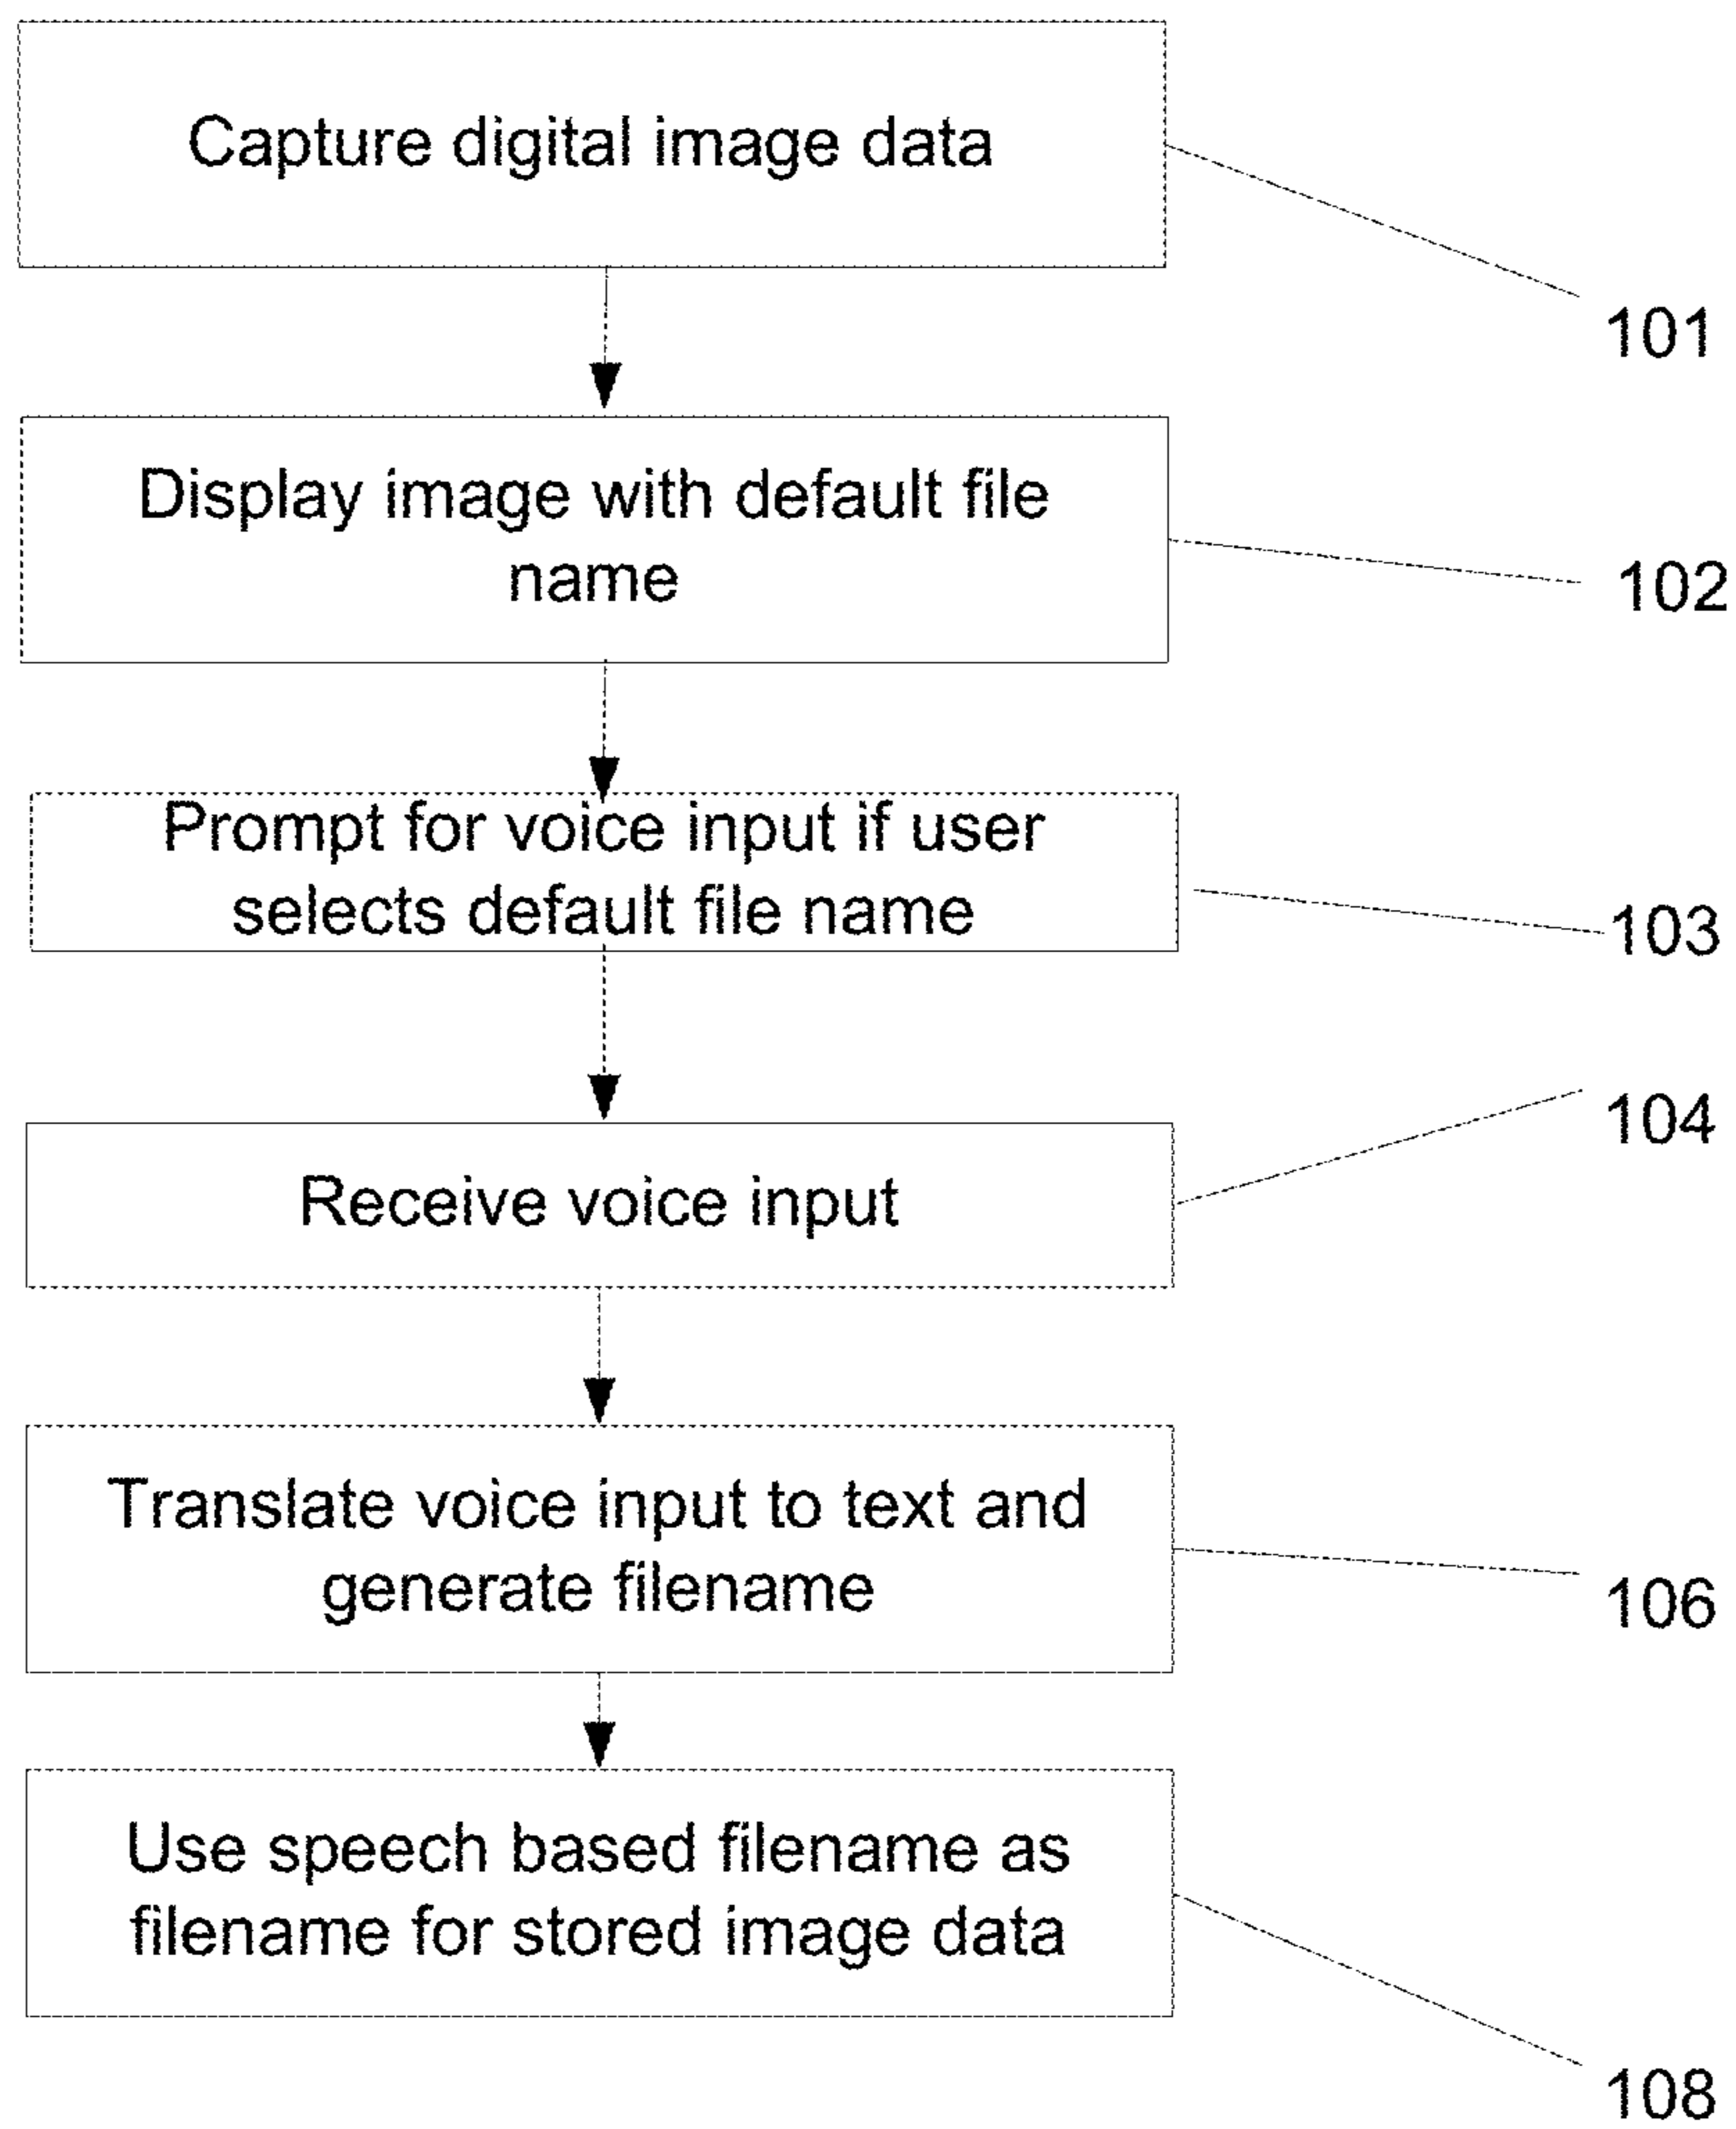 Capture digital image data
101
Display image with default file
name
102
Prompt for voice input if user
selects default file name
103
104
Receive voice input
Translate voice input to text and
generate filename
106
Use speech based filename as
filename for stored image data
108